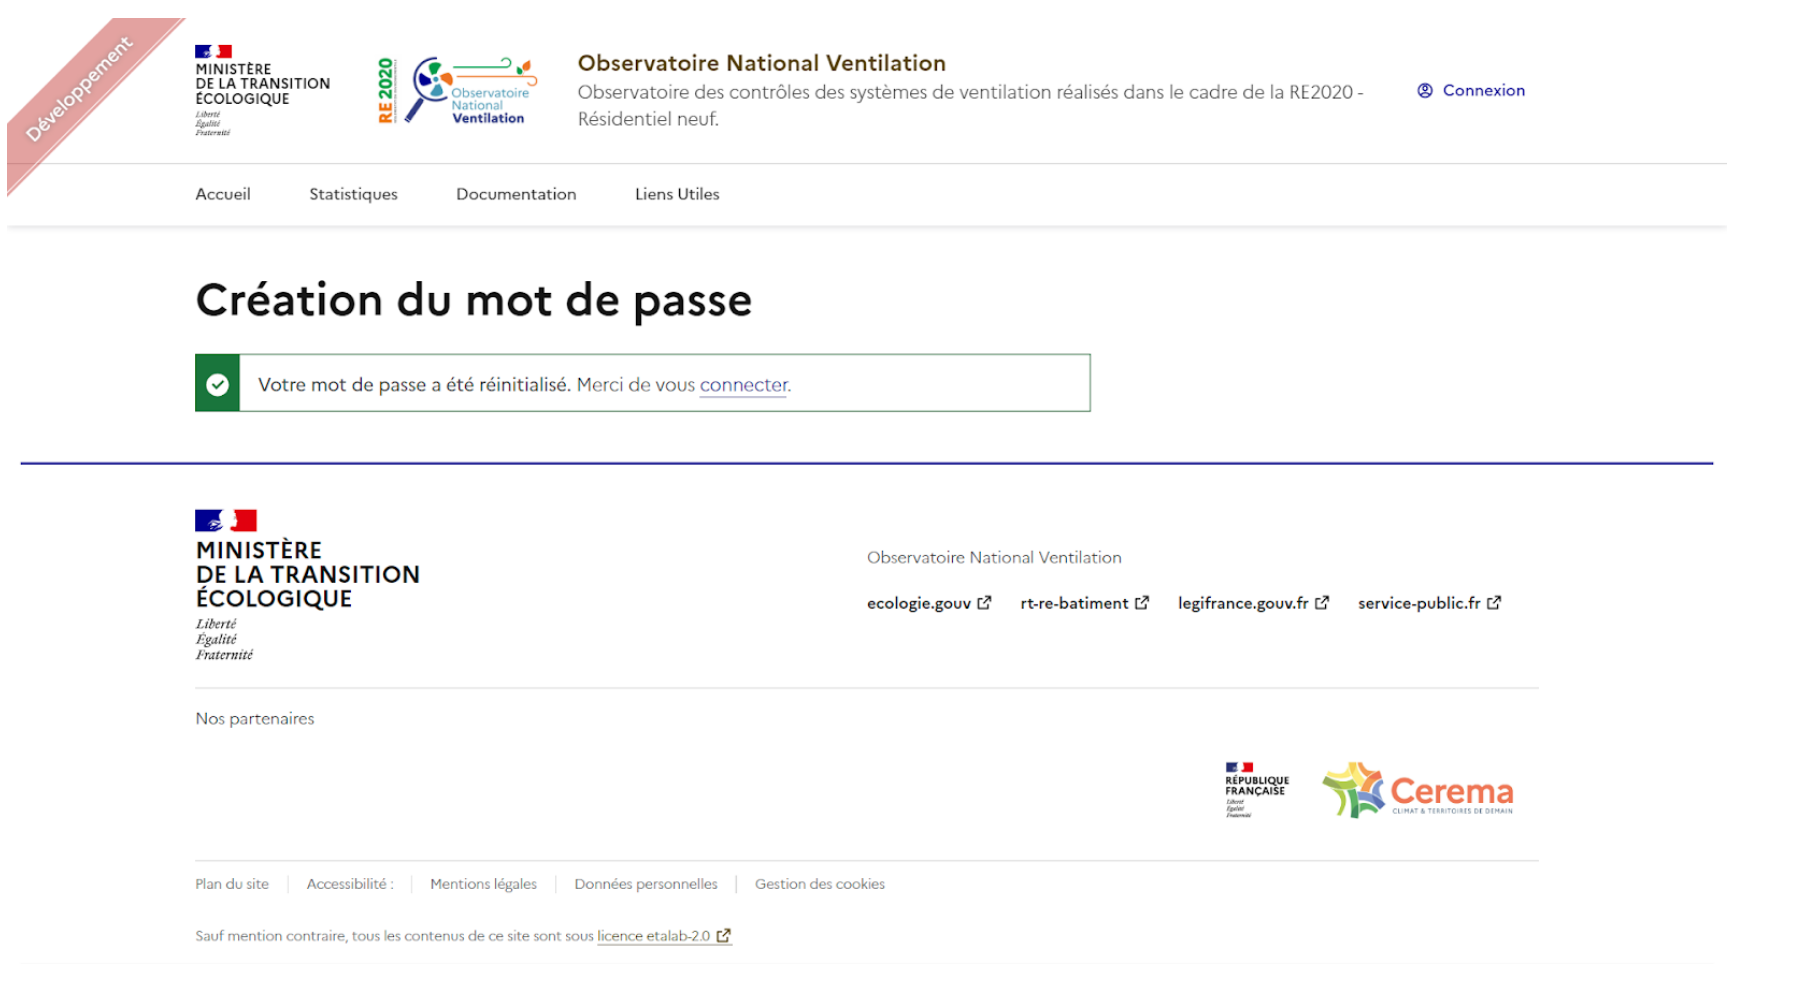 Développement
MINISTÈRE
DE LA TRANSITION
ÉCOLOGIQUE
Liberté
Égalité
Fraternité
RE 2020
Observatoire
National
Ventilation
Observatoire National Ventilation
Observatoire des contrôles des systèmes de ventilation réalisés dans le cadre de la RE2020 -
Résidentiel neuf.
Connexion
Accueil Statistiques Documentation Liens Utiles
Création du mot de passe
Votre mot de passe a été réinitialisé. Merci de vous connecter.
MINISTÈRE
DE LA TRANSITION
ÉCOLOGIQUE
Liberté
Égalité
Fraternité
Observatoire National Ventilation
ecologie.gouv rt-re-batiment legifrance.gouv.fr service-public.fr
Nos partenaires
RÉPUBLIQUE
FRANÇAISE
Liberté
Égalité
Fraternité
Cerema
CLIMAT & TERRITOIRES DE DEMAIN
Plan du site Accessibilité : Mentions légales Données personnelles Gestion des cookies
Sauf mention contraire, tous les contenus de ce site sont sous licence etalab-2.0